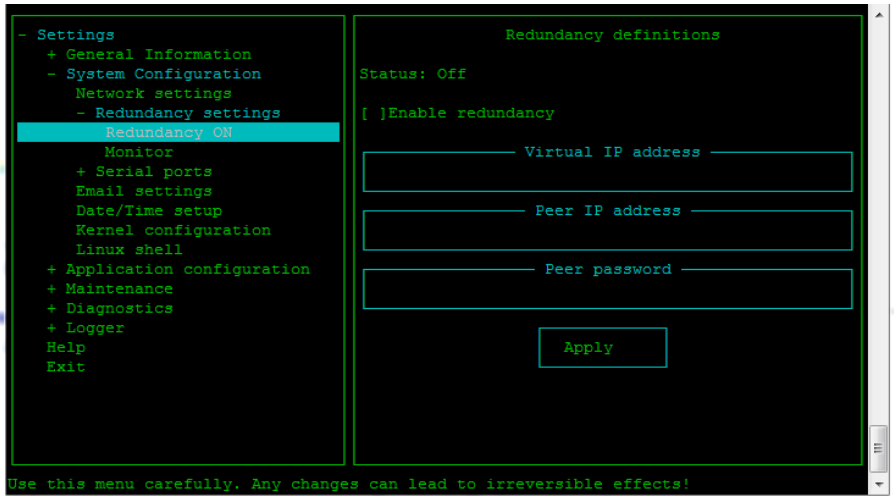 - Settings
+ General Information
- System Configuration
Network settings
- Redundancy settings
Redundancy ON
Monitor
+ Serial ports
Email settings
Date/Time setup
Kernel configuration
Linux shell
+ Application configuration
+ Maintenance
+ Diagnostics
+ Logger
Help
Exit
Redundancy definitions
Status: Off
[ ]Enable redundancy
Virtual IP address
Peer IP address
Peer password
Apply
Use this menu carefully. Any changes can lead to irreversible effects!